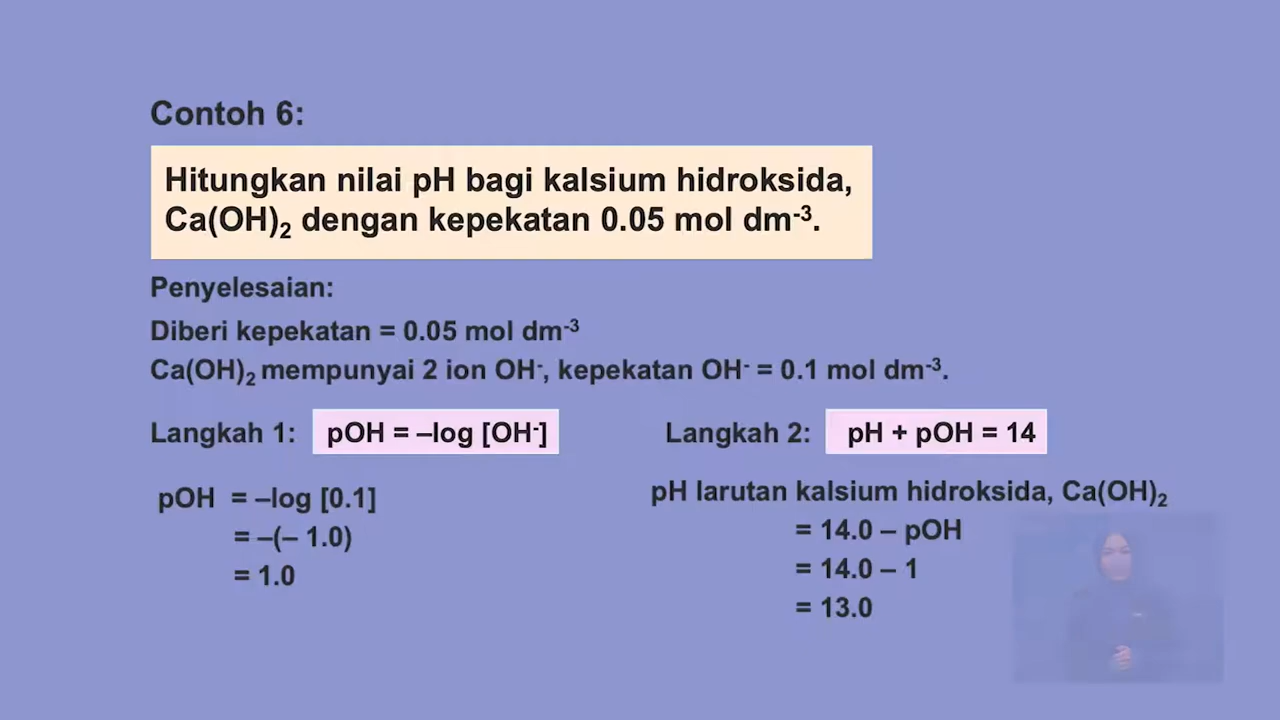 Contoh 6:
Hitungkan nilai pH bagi kalsium hidroksida,
Ca(OH)₂ dengan kepekatan 0.05 mol dm⁻³.
Penyelesaian:
Diberi kepekatan = 0.05 mol dm⁻³
Ca(OH)₂ mempunyai 2 ion OH⁻, kepekatan OH⁻ = 0.1 mol dm⁻³.
Langkah 1: pOH = –log [OH⁻]
pOH = –log [0.1]
= –(– 1.0)
= 1.0
Langkah 2: pH + pOH = 14
pH larutan kalsium hidroksida, Ca(OH)₂
= 14.0 – pOH
= 14.0 – 1
= 13.0